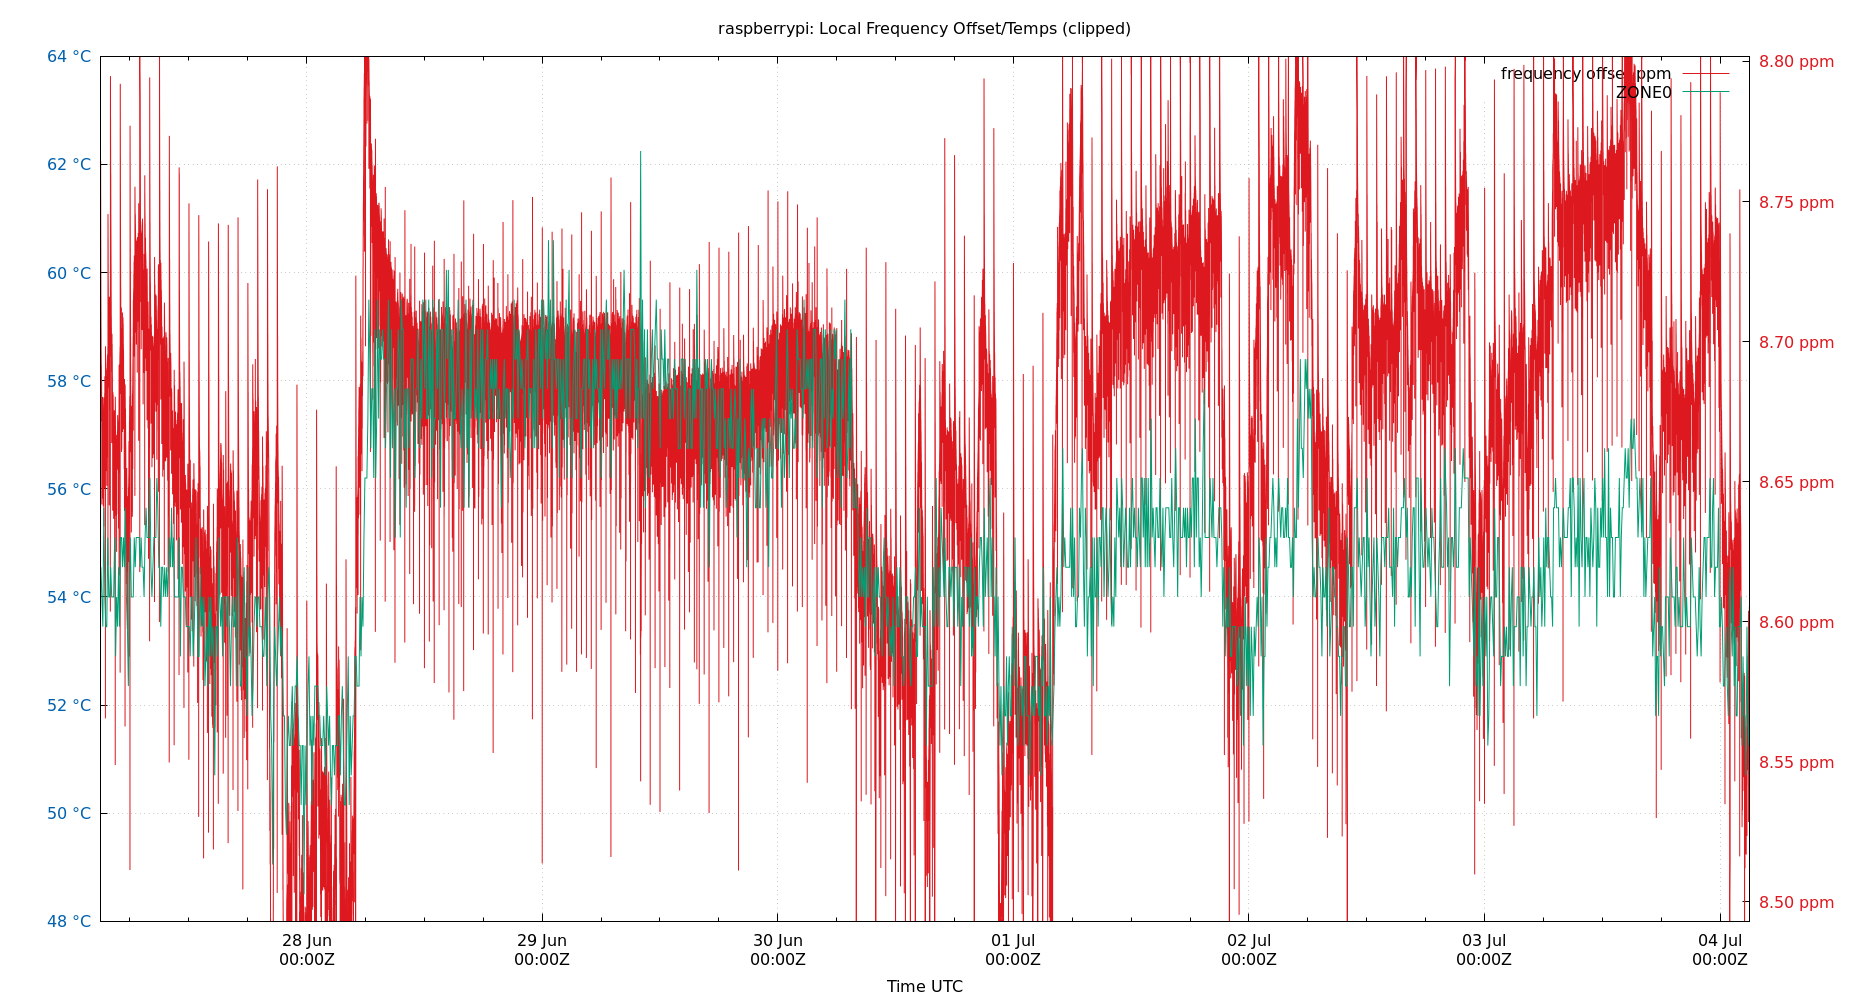 raspberrypi: Local Frequency Offset/Temps (clipped)
64 °C
62 °C
60 °C
58 °C
56 °C
54 °C
52 °C
50 °C
48 °C
8.80 ppm
8.75 ppm
8.70 ppm
8.65 ppm
8.60 ppm
8.55 ppm
8.50 ppm
frequency offset ppm
ZONE0
28 Jun 29 Jun 30 Jun 01 Jul 02 Jul 03 Jul 04 Jul
00:00Z 00:00Z 00:00Z 00:00Z 00:00Z 00:00Z 00:00Z
Time UTC